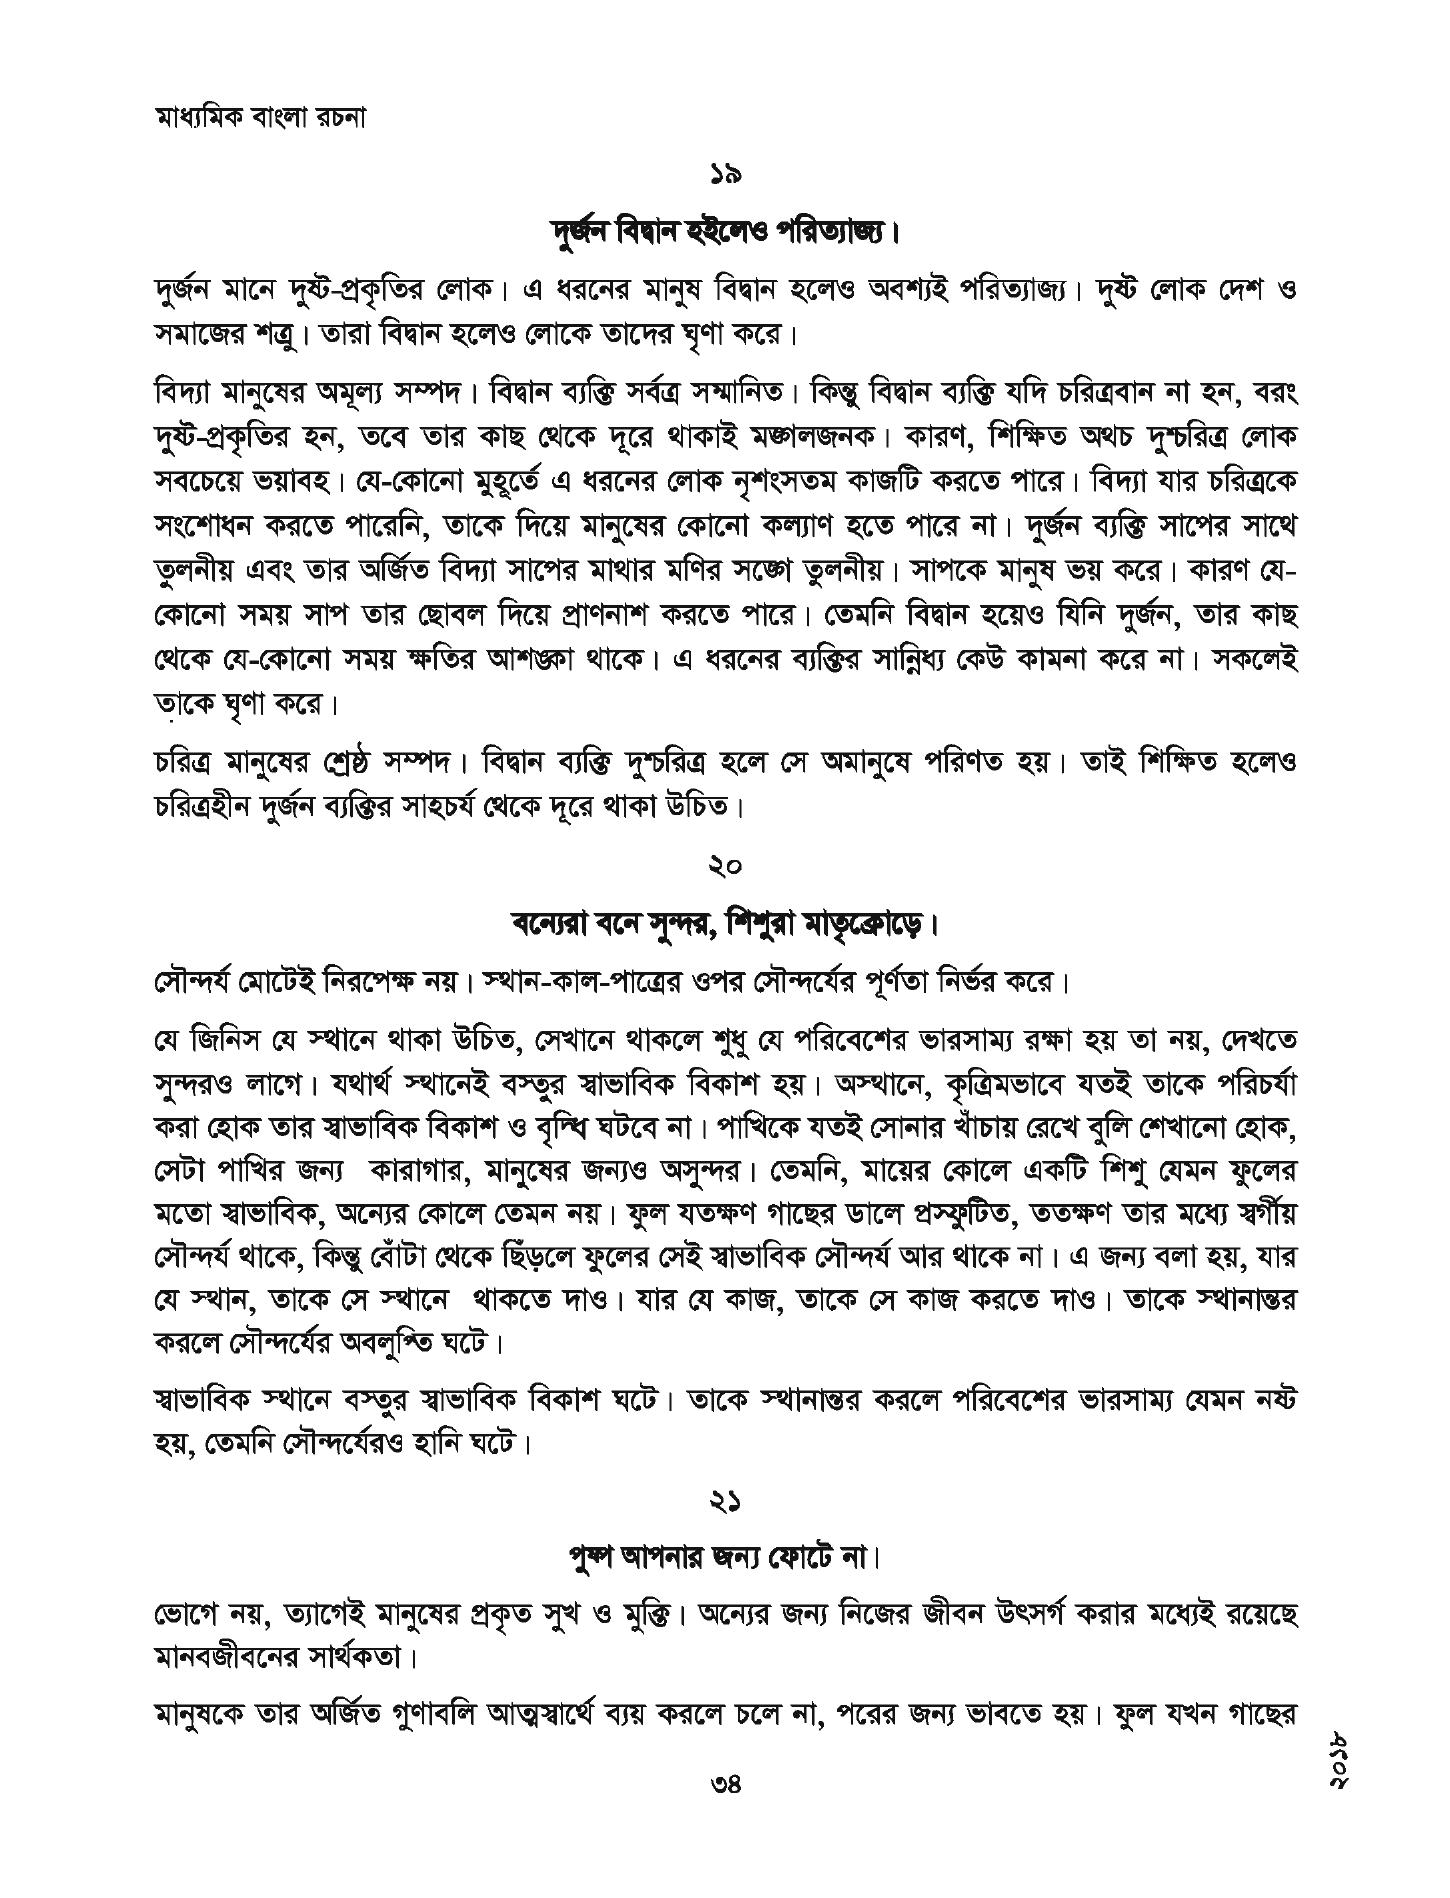 মাধ্যমিক বাংলা রচনা
১৯
দুর্জন বিদ্বান হইলেও পরিত্যাজ্য।
দুর্জন মানে দুষ্ট-প্রকৃতির লোক। এ ধরনের মানুষ বিদ্বান হলেও অবশ্যই পরিত্যাজ্য। দুষ্ট লোক দেশ ও
সমাজের শত্রু। তারা বিদ্বান হলেও লোকে তাদের ঘৃণা করে।
বিদ্যা মানুষের অমূল্য সম্পদ। বিদ্বান ব্যক্তি সর্বত্র সম্মানিত। কিন্তু বিদ্বান ব্যক্তি যদি চরিত্রবান না হন, বরং
দুষ্ট-প্রকৃতির হন, তবে তার কাছ থেকে দূরে থাকাই মঙ্গলজনক। কারণ, শিক্ষিত অথচ দুশ্চরিত্র লোক
সবচেয়ে ভয়াবহ। যে-কোনো মুহূর্তে এ ধরনের লোক নৃশংসতম কাজটি করতে পারে। বিদ্যা যার চরিত্রকে
সংশোধন করতে পারেনি, তাকে দিয়ে মানুষের কোনো কল্যাণ হতে পারে না। দুর্জন ব্যক্তি সাপের সাথে
তুলনীয় এবং তার অর্জিত বিদ্যা সাপের মাথার মণির সঙ্গে তুলনীয়। সাপকে মানুষ ভয় করে। কারণ যে-
কোনো সময় সাপ তার ছোবল দিয়ে প্রাণনাশ করতে পারে। তেমনি বিদ্বান হয়েও যিনি দুর্জন, তার কাছ
থেকে যে-কোনো সময় ক্ষতির আশঙ্কা থাকে। এ ধরনের ব্যক্তির সান্নিধ্য কেউ কামনা করে না। সকলেই
তাকে ঘৃণা করে।
চরিত্র মানুষের শ্রেষ্ঠ সম্পদ। বিদ্বান ব্যক্তি দুশ্চরিত্র হলে সে অমানুষে পরিণত হয়। তাই শিক্ষিত হলেও
চরিত্রহীন দুর্জন ব্যক্তির সাহচর্য থেকে দূরে থাকা উচিত।
২০
বন্যেরা বনে সুন্দর, শিশুরা মাতৃক্রোড়ে।
সৌন্দর্য মোটেই নিরপেক্ষ নয়। স্থান-কাল-পাত্রের ওপর সৌন্দর্যের পূর্ণতা নির্ভর করে।
যে জিনিস যে স্থানে থাকা উচিত, সেখানে থাকলে শুধু যে পরিবেশের ভারসাম্য রক্ষা হয় তা নয়, দেখতে
সুন্দরও লাগে। যথার্থ স্থানেই বস্তুর স্বাভাবিক বিকাশ হয়। অস্থানে, কৃত্রিমভাবে যতই তাকে পরিচর্যা
করা হোক তার স্বাভাবিক বিকাশ ও বৃদ্ধি ঘটবে না। পাখিকে যতই সোনার খাঁচায় রেখে বুলি শেখানো হোক,
সেটা পাখির জন্য কারাগার, মানুষের জন্যও অসুন্দর। তেমনি, মায়ের কোলে একটি শিশু যেমন ফুলের
মতো স্বাভাবিক, অন্যের কোলে তেমন নয়। ফুল যতক্ষণ গাছের ডালে প্রস্ফুটিত, ততক্ষণ তার মধ্যে স্বর্গীয়
সৌন্দর্য থাকে, কিন্তু বোঁটা থেকে ছিঁড়লে ফুলের সেই স্বাভাবিক সৌন্দর্য আর থাকে না। এ জন্য বলা হয়, যার
যে স্থান, তাকে সে স্থানে থাকতে দাও। যার যে কাজ, তাকে সে কাজ করতে দাও। তাকে স্থানান্তর
করলে সৌন্দর্যের অবলুপ্তি ঘটে।
স্বাভাবিক স্থানে বস্তুর স্বাভাবিক বিকাশ ঘটে। তাকে স্থানান্তর করলে পরিবেশের ভারসাম্য যেমন নষ্ট
হয়, তেমনি সৌন্দর্যেরও হানি ঘটে।
২১
পুষ্প আপনার জন্য ফোটে না।
ভোগে নয়, ত্যাগেই মানুষের প্রকৃত সুখ ও মুক্তি। অন্যের জন্য নিজের জীবন উৎসর্গ করার মধ্যেই রয়েছে
মানবজীবনের সার্থকতা।
মানুষকে তার অর্জিত গুণাবলি আত্মস্বার্থে ব্যয় করলে চলে না, পরের জন্য ভাবতে হয়। ফুল যখন গাছের
৩৪
২০১৮